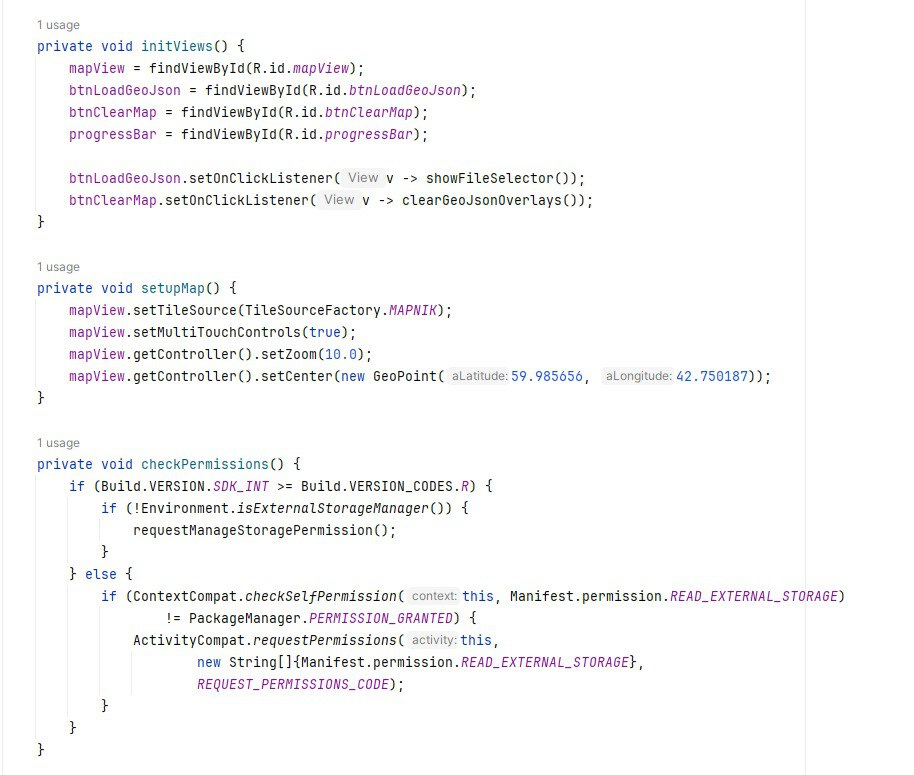 1 usage
private void initViews() {
    mapView = findViewById(R.id.mapView);
    btnLoadGeoJson = findViewById(R.id.btnLoadGeoJson);
    btnClearMap = findViewById(R.id.btnClearMap);
    progressBar = findViewById(R.id.progressBar);

    btnLoadGeoJson.setOnClickListener( View v -> showFileSelector());
    btnClearMap.setOnClickListener( View v -> clearGeoJsonOverlays());
}

1 usage
private void setupMap() {
    mapView.setTileSource(TileSourceFactory.MAPNIK);
    mapView.setMultiTouchControls(true);
    mapView.getController().setZoom(10.0);
    mapView.getController().setCenter(new GeoPoint( aLatitude: 59.985656, aLongitude: 42.750187));
}

1 usage
private void checkPermissions() {
    if (Build.VERSION.SDK_INT >= Build.VERSION_CODES.R) {
        if (!Environment.isExternalStorageManager()) {
            requestManageStoragePermission();
        }
    } else {
        if (ContextCompat.checkSelfPermission( context: this, Manifest.permission.READ_EXTERNAL_STORAGE)
                != PackageManager.PERMISSION_GRANTED) {
            ActivityCompat.requestPermissions( activity: this,
                    new String[]{Manifest.permission.READ_EXTERNAL_STORAGE},
                    REQUEST_PERMISSIONS_CODE);
        }
    }
}